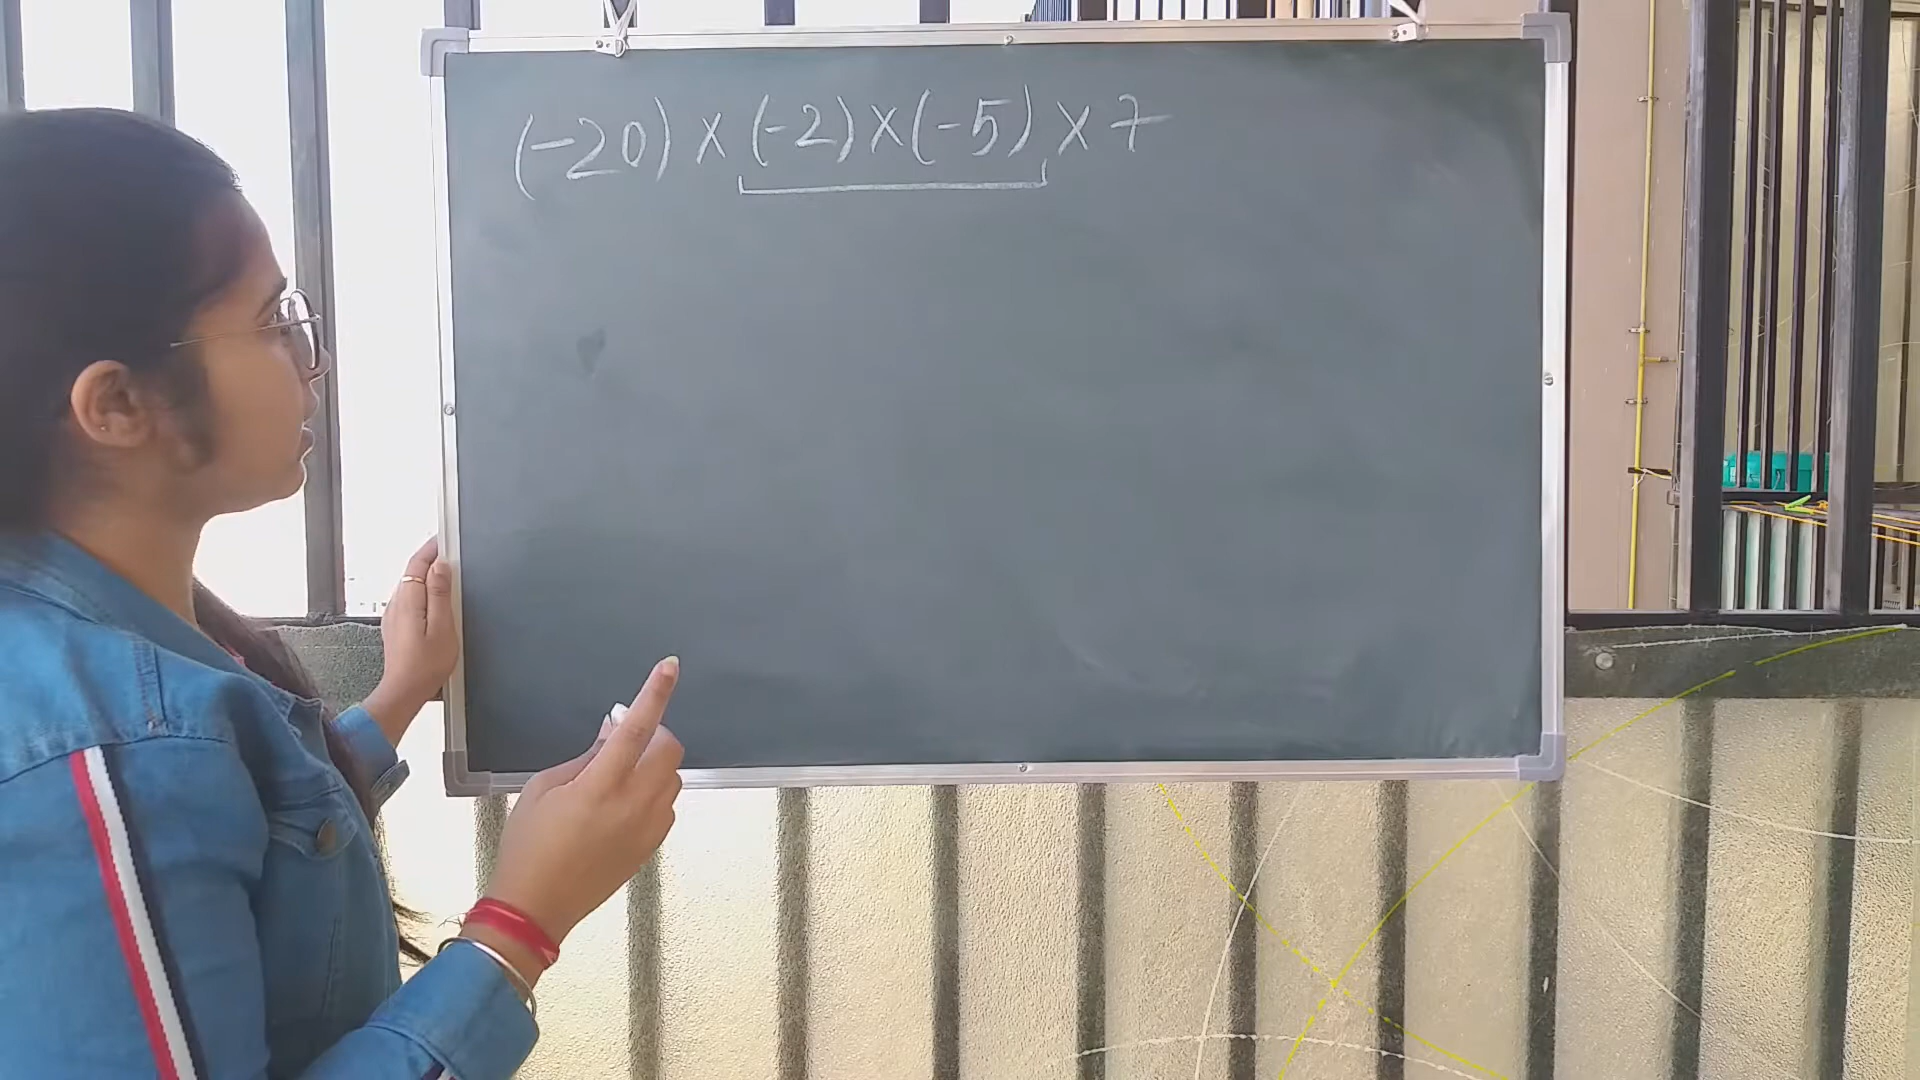 (-20) × (-2) × (-5) × 7